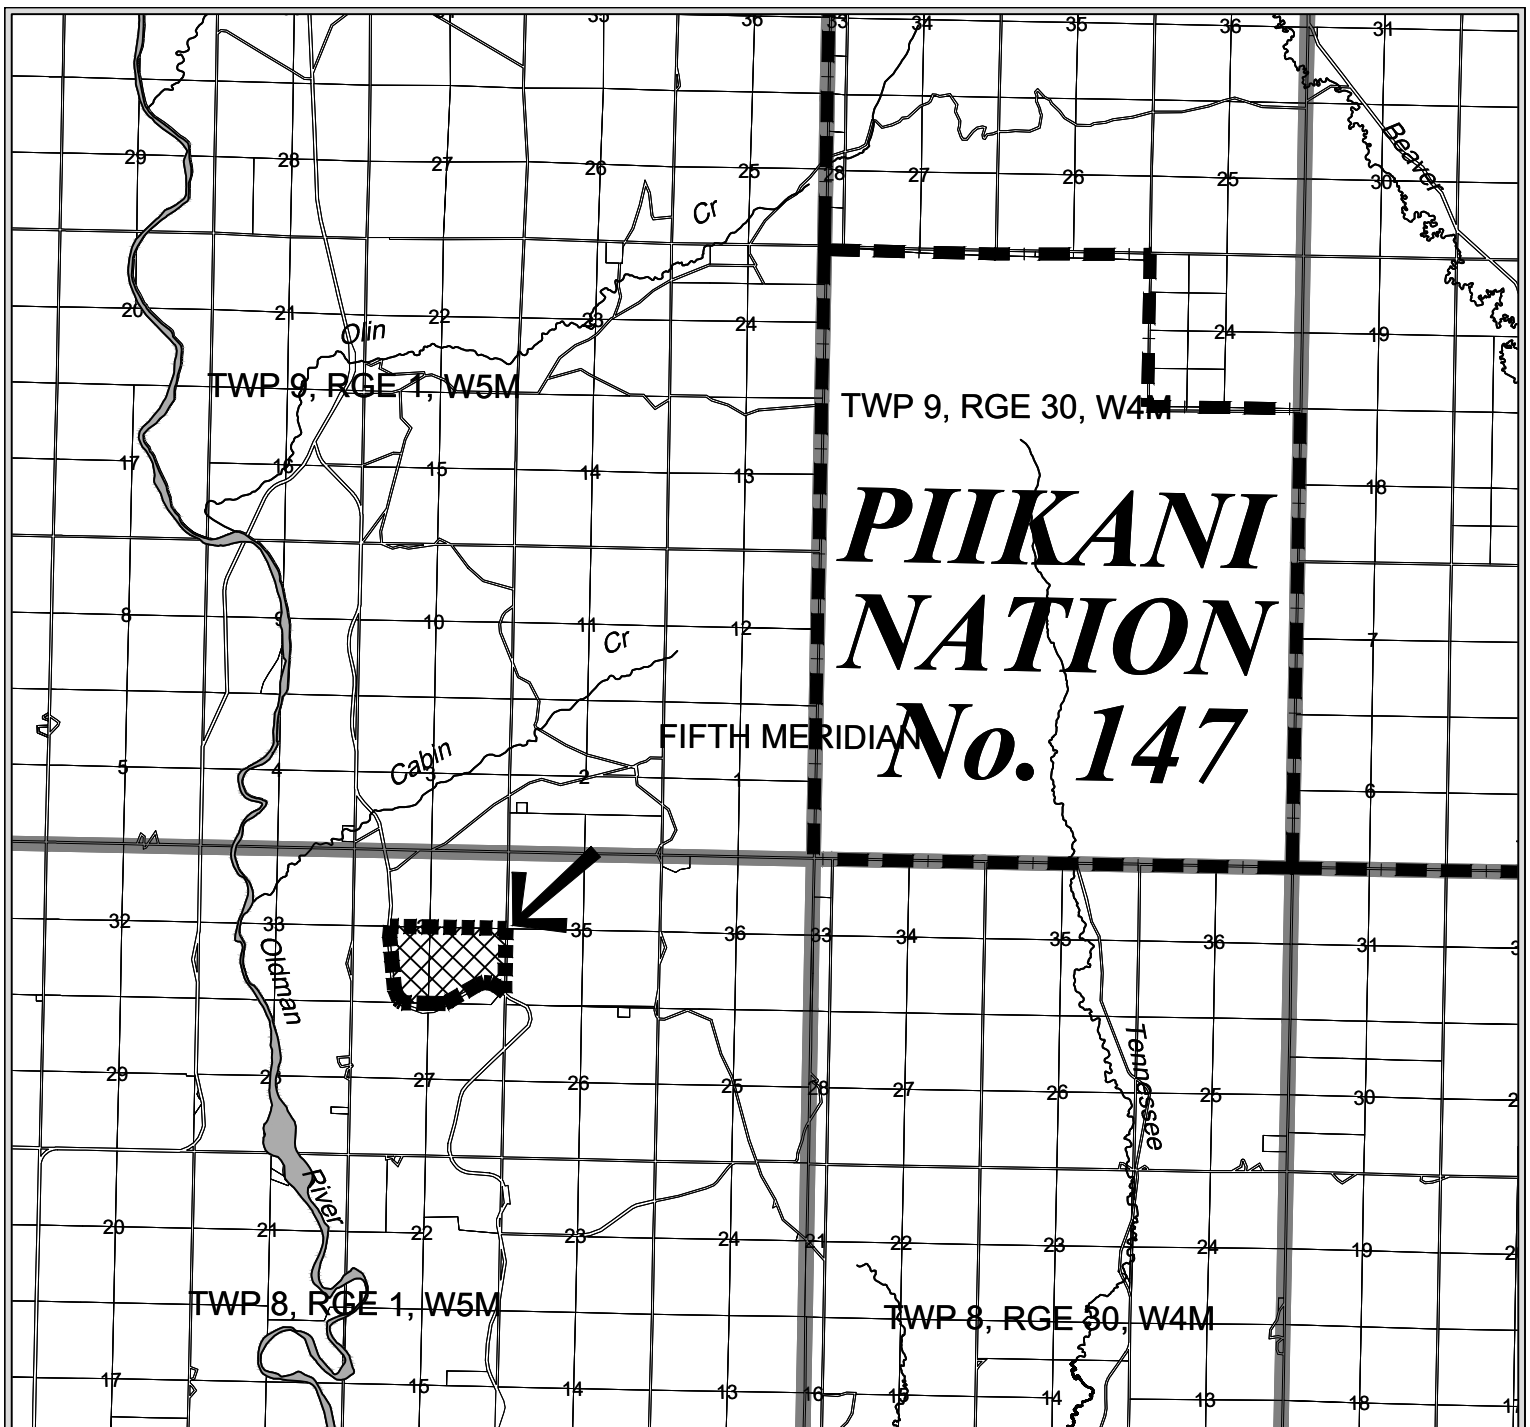 35 36 33 34 35 36 31
Beaver
29 28 27 26 25 28 27 26 25 30
Cr
20 21 22 23 24 24 19
Olin
TWP 9, RGE 1, W5M
TWP 9, RGE 30, W4M
17 16 15 14 13 18
PIIKANI
NATION
No. 147
8 9 10 11 12 7
Cr
FIFTH MERIDIAN
Cabin
5 4 3 2 1 6
32 33 35 36 33 34 35 36 31
Oldman
Tennessee
29 28 27 26 25 28 27 26 25 30
River
20 21 22 23 24 21 22 23 24 19
TWP 8, RGE 1, W5M
TWP 8, RGE 30, W4M
17 15 14 13 16 15 14 13 18